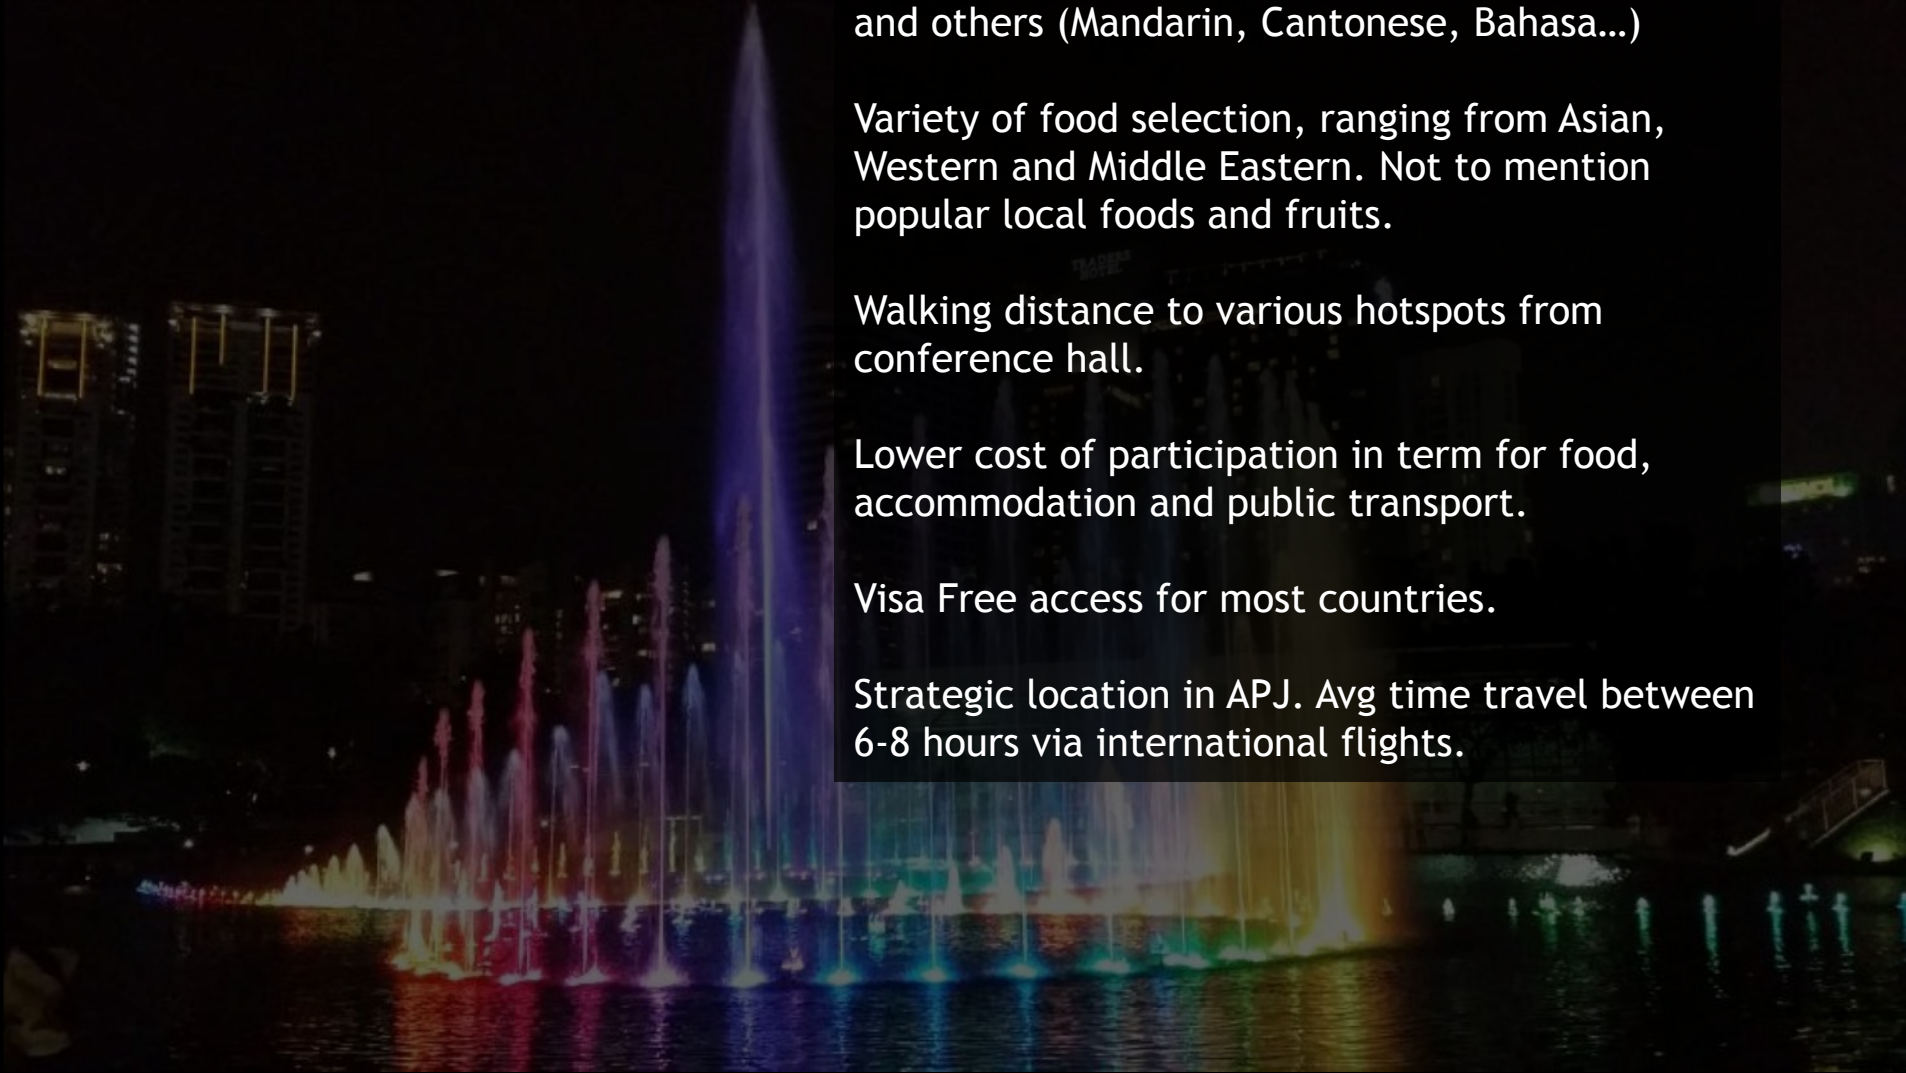 and others (Mandarin, Cantonese, Bahasa…)
Variety of food selection, ranging from Asian,
Western and Middle Eastern. Not to mention
popular local foods and fruits.
TRADERS
HOTEL
Walking distance to various hotspots from
conference hall.
Lower cost of participation in term for food,
accommodation and public transport.
Visa Free access for most countries.
Strategic location in APJ. Avg time travel between
6-8 hours via international flights.